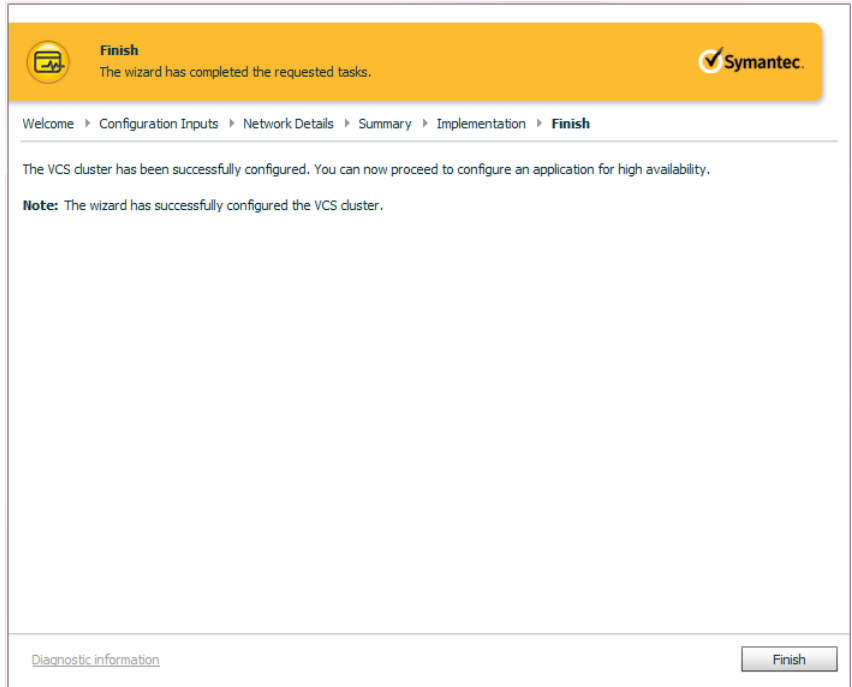 Finish
The wizard has completed the requested tasks.
Symantec.
Welcome Configuration Inputs Network Details Summary Implementation Finish
The VCS cluster has been successfully configured. You can now proceed to configure an application for high availability.
Note: The wizard has successfully configured the VCS cluster.
Diagnostic information
Finish